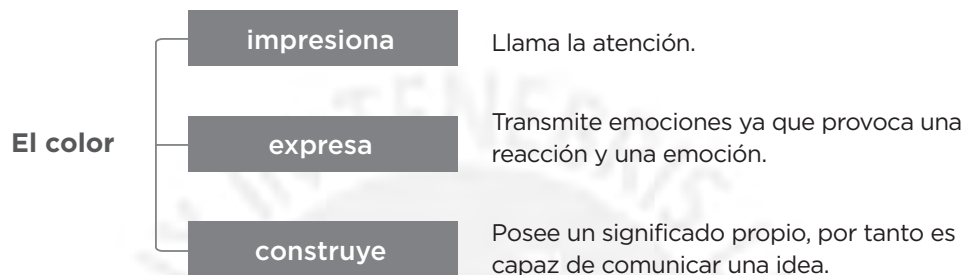 El color
impresiona
Llama la atención.
expresa
Transmite emociones ya que provoca una
reacción y una emoción.
construye
Posee un significado propio, por tanto es
capaz de comunicar una idea.